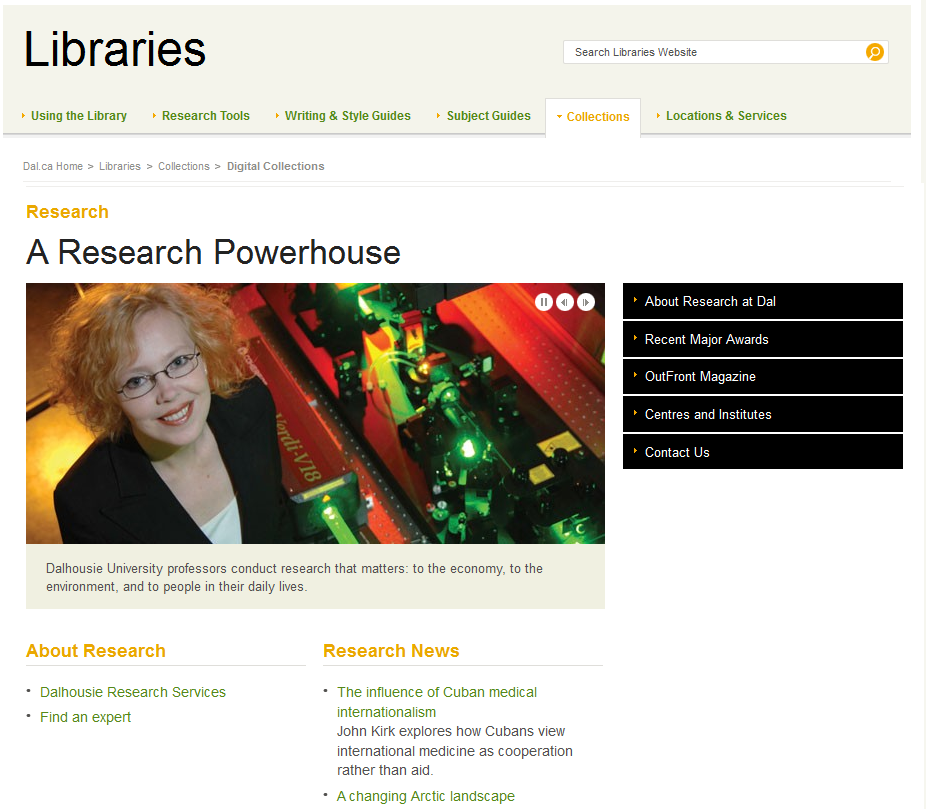 Libraries
Search Libraries Website
Using the Library
Research Tools
Writing & Style Guides
Subject Guides
Collections
Locations & Services
Dal.ca Home > Libraries > Collections > Digital Collections
Research
A Research Powerhouse
About Research at Dal
Recent Major Awards
OutFront Magazine
Centres and Institutes
Contact Us
Verdi-V18
Dalhousie University professors conduct research that matters: to the economy, to the
environment, and to people in their daily lives.
About Research
• Dalhousie Research Services
• Find an expert
Research News
• The influence of Cuban medical
internationalism
John Kirk explores how Cubans view
international medicine as cooperation
rather than aid.
• A changing Arctic landscape